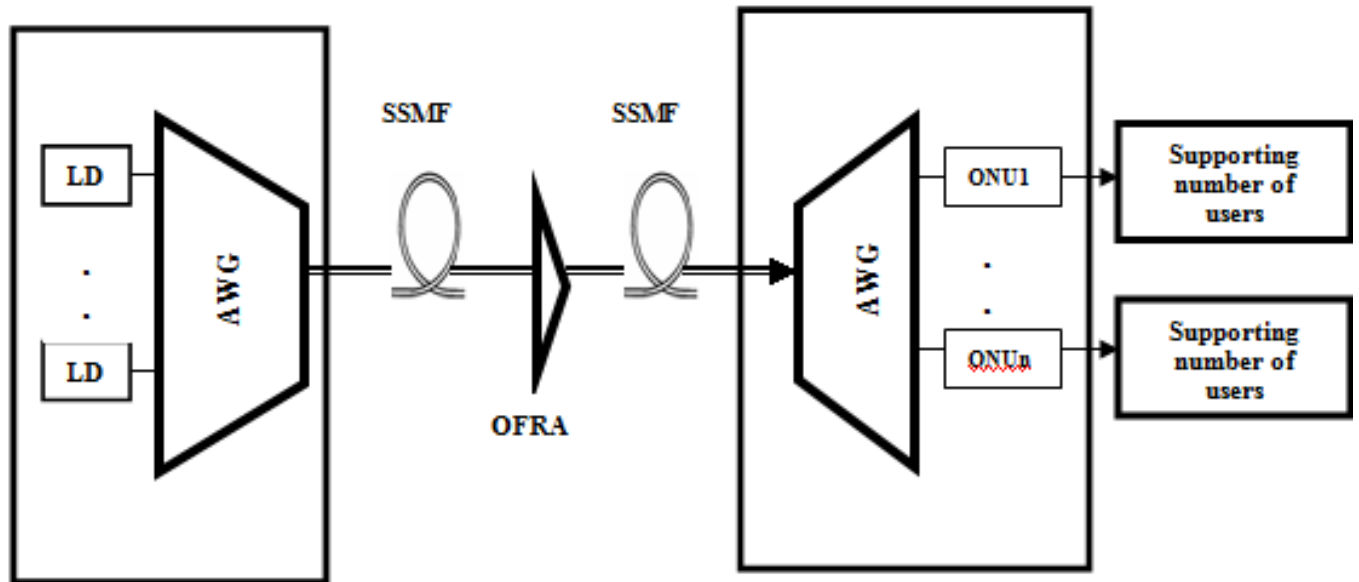 SSMF
SSMF
LD
.
.
LD
AWG
OFRA
AWG
ONU1
.
.
ONUn
Supporting
number of
users
Supporting
number of
users